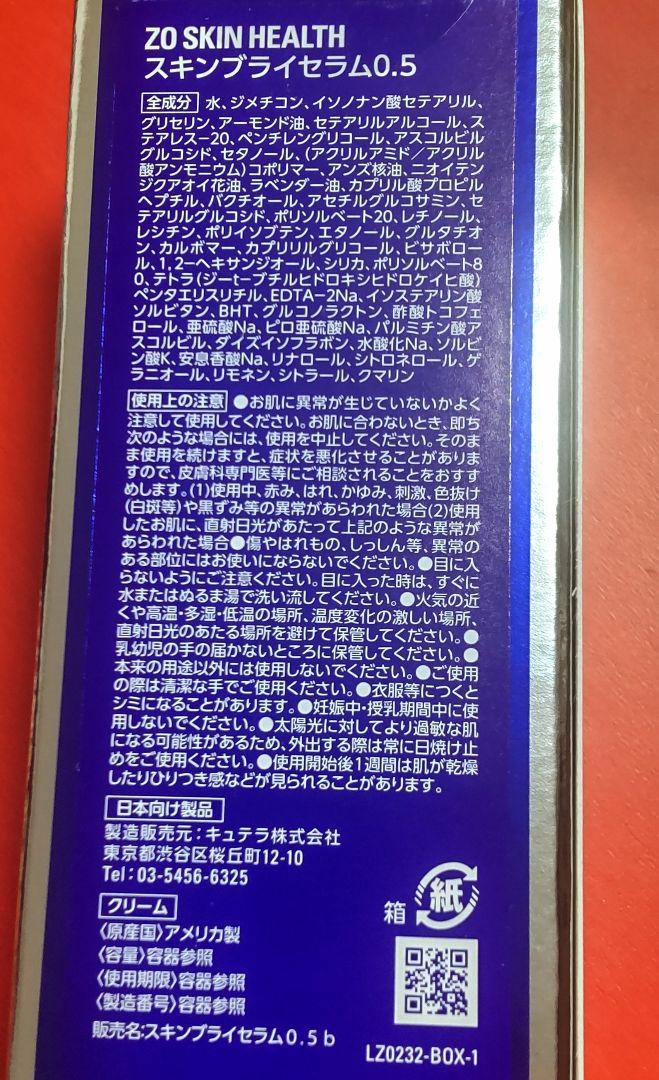 ZO SKIN HEALTH
スキンブライセラム0.5
全成分 水、ジメチコン、イソノナン酸セテアリル、
グリセリン、アーモンド油、セテアリルアルコール、ス
テアレスー20、ペンチレングリコール、アスコルビル
グルコシド、セタノール、(アクリルアミド/アクリル
酸アンモニウム)コポリマー、アンズ核油、ニオイテン
ジクアオイ花油、ラベンダー油、カプリル酸プロピル
ヘプチル、バクチオール、アセチルグルコサミン、セ
テアリルグルコシド、ポリソルベート20、レチノール、
レシチン、ポリイソブテン、エタノール、グルタチオ
ン、カルボマー、カプリリルグリコール、ビサボロー
ル、1,2-ヘキサンジオール、シリカ、ポリソルベート8
0、テトラ(ジーt-ブチルヒドロキシヒドロケイヒ酸)
ペンタエリスリチル、EDTA-2Na、イソステアリン酸
ソルビタン、BHT、グルコノラクトン、酢酸トコフェ
ロール、亜硫酸Na、ピロ亜硫酸Na、パルミチン酸ア
スコルビル、ダイズイソフラボン、水酸化Na、ソルビ
ン酸K、安息香酸Na、リナロール、シトロネロール、ゲ
ラニオール、リモネン、シトラール、クマリン
使用上の注意 ●お肌に異常が生じていないかよく
注意して使用してください。お肌に合わないとき、即ち
次のような場合には、使用を中止してください。そのま
ま使用を続けますと、症状を悪化させることがありま
すので、皮膚科専門医等にご相談されることをおすす
めします。(1)使用中、赤み、はれ、かゆみ、刺激、色抜け
(白斑等)や黒ずみ等の異常があらわれた場合(2)使用
したお肌に、直射日光があたって上記のような異常が
あらわれた場合●傷やはれもの、しっしん等、異常の
ある部位にはお使いにならないでください。●目に入
らないようにご注意ください。目に入った時は、すぐに
水またはぬるま湯で洗い流してください。●火気の近
くや高温・多湿・低温の場所、温度変化の激しい場所、
直射日光のあたる場所を避けて保管してください。●
乳幼児の手の届かないところに保管してください。●
本来の用途以外には使用しないでください。●ご使用
の際は清潔な手でご使用ください。●衣服等につくと
シミになることがあります。●妊娠中・授乳期間中に使
用しないでください。●太陽光に対してより過敏な肌
になる可能性があるため、外出する際は常に日焼け止
めをご使用ください。●使用開始後1週間は肌が乾燥
したりひりつき感などが見られることがあります。
日本向け製品
製造販売元:キュテラ株式会社
東京都渋谷区桜丘町12-10
Tel:03-5456-6325
クリーム
〈原産国〉アメリカ製
〈容量〉容器参照
〈使用期限〉容器参照
〈製造番号〉容器参照
販売名:スキンブライセラム0.5b
箱 紙
LZ0232-BOX-1